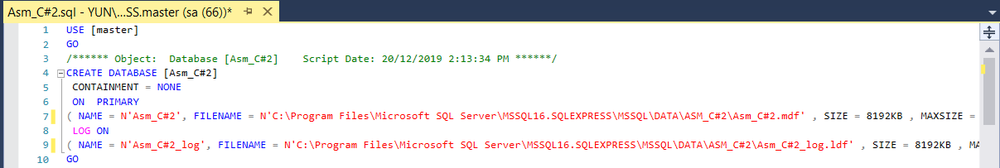 Asm_C#2.sql - YUN\...SS.master (sa (66))*
1 USE [master]
2 GO
3 /****** Object:  Database [Asm_C#2]    Script Date: 20/12/2019 2:13:34 PM ******/
4 CREATE DATABASE [Asm_C#2]
5  CONTAINMENT = NONE
6  ON  PRIMARY
7 ( NAME = N'Asm_C#2', FILENAME = N'C:\Program Files\Microsoft SQL Server\MSSQL16.SQLEXPRESS\MSSQL\DATA\ASM_C#2\Asm_C#2.mdf' , SIZE = 8192KB , MAXSIZE =
8  LOG ON
9 ( NAME = N'Asm_C#2_log', FILENAME = N'C:\Program Files\Microsoft SQL Server\MSSQL16.SQLEXPRESS\MSSQL\DATA\ASM_C#2\Asm_C#2_log.ldf' , SIZE = 8192KB , MA
10 GO